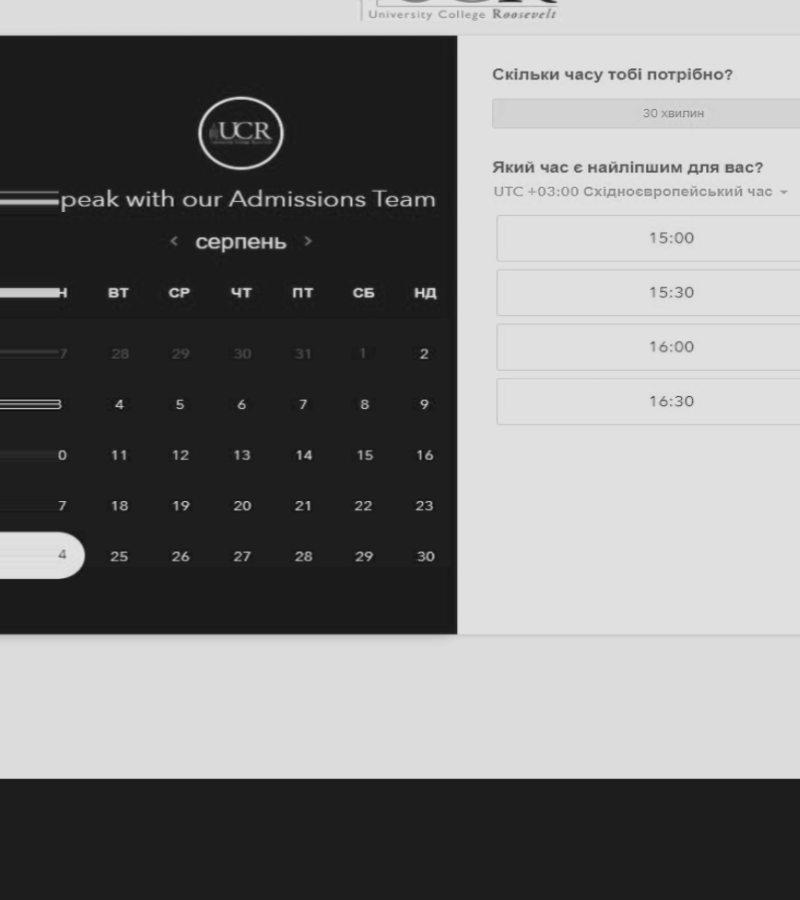 University College Roosevelt
UCR
peak with our Admissions Team
серпень
Н ВТ СР ЧТ ПТ СБ НД
7 28 29 30 31 1 2
3 4 5 6 7 8 9
0 11 12 13 14 15 16
7 18 19 20 21 22 23
4 25 26 27 28 29 30
Скільки часу тобі потрібно?
30 хвилин
Який час є найліпшим для вас?
UTC +03:00 Східноєвропейський час
15:00
15:30
16:00
16:30